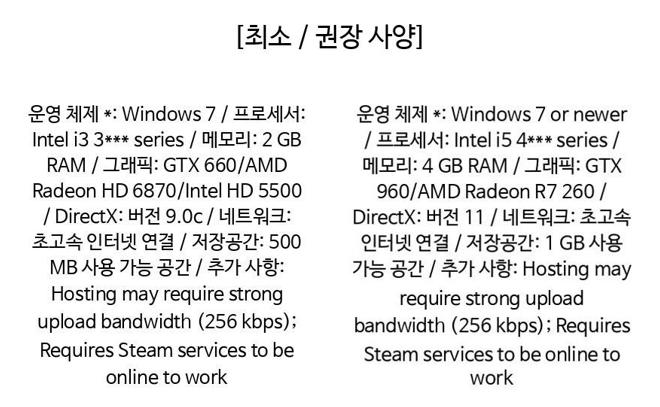 [최소 / 권장 사양]
운영 체제 *: Windows 7 / 프로세서:
Intel i3 3*** series / 메모리: 2 GB
RAM / 그래픽: GTX 660/AMD
Radeon HD 6870/Intel HD 5500
/ DirectX: 버전 9.0c / 네트워크:
초고속 인터넷 연결 / 저장공간: 500
MB 사용 가능 공간 / 추가 사항:
Hosting may require strong
upload bandwidth (256 kbps);
Requires Steam services to be
online to work
운영 체제 *: Windows 7 or newer
/ 프로세서: Intel i5 4*** series /
메모리: 4 GB RAM / 그래픽: GTX
960/AMD Radeon R7 260 /
DirectX: 버전 11 / 네트워크: 초고속
인터넷 연결 / 저장공간: 1 GB 사용
가능 공간 / 추가 사항: Hosting may
require strong upload
bandwidth (256 kbps); Requires
Steam services to be online to
work